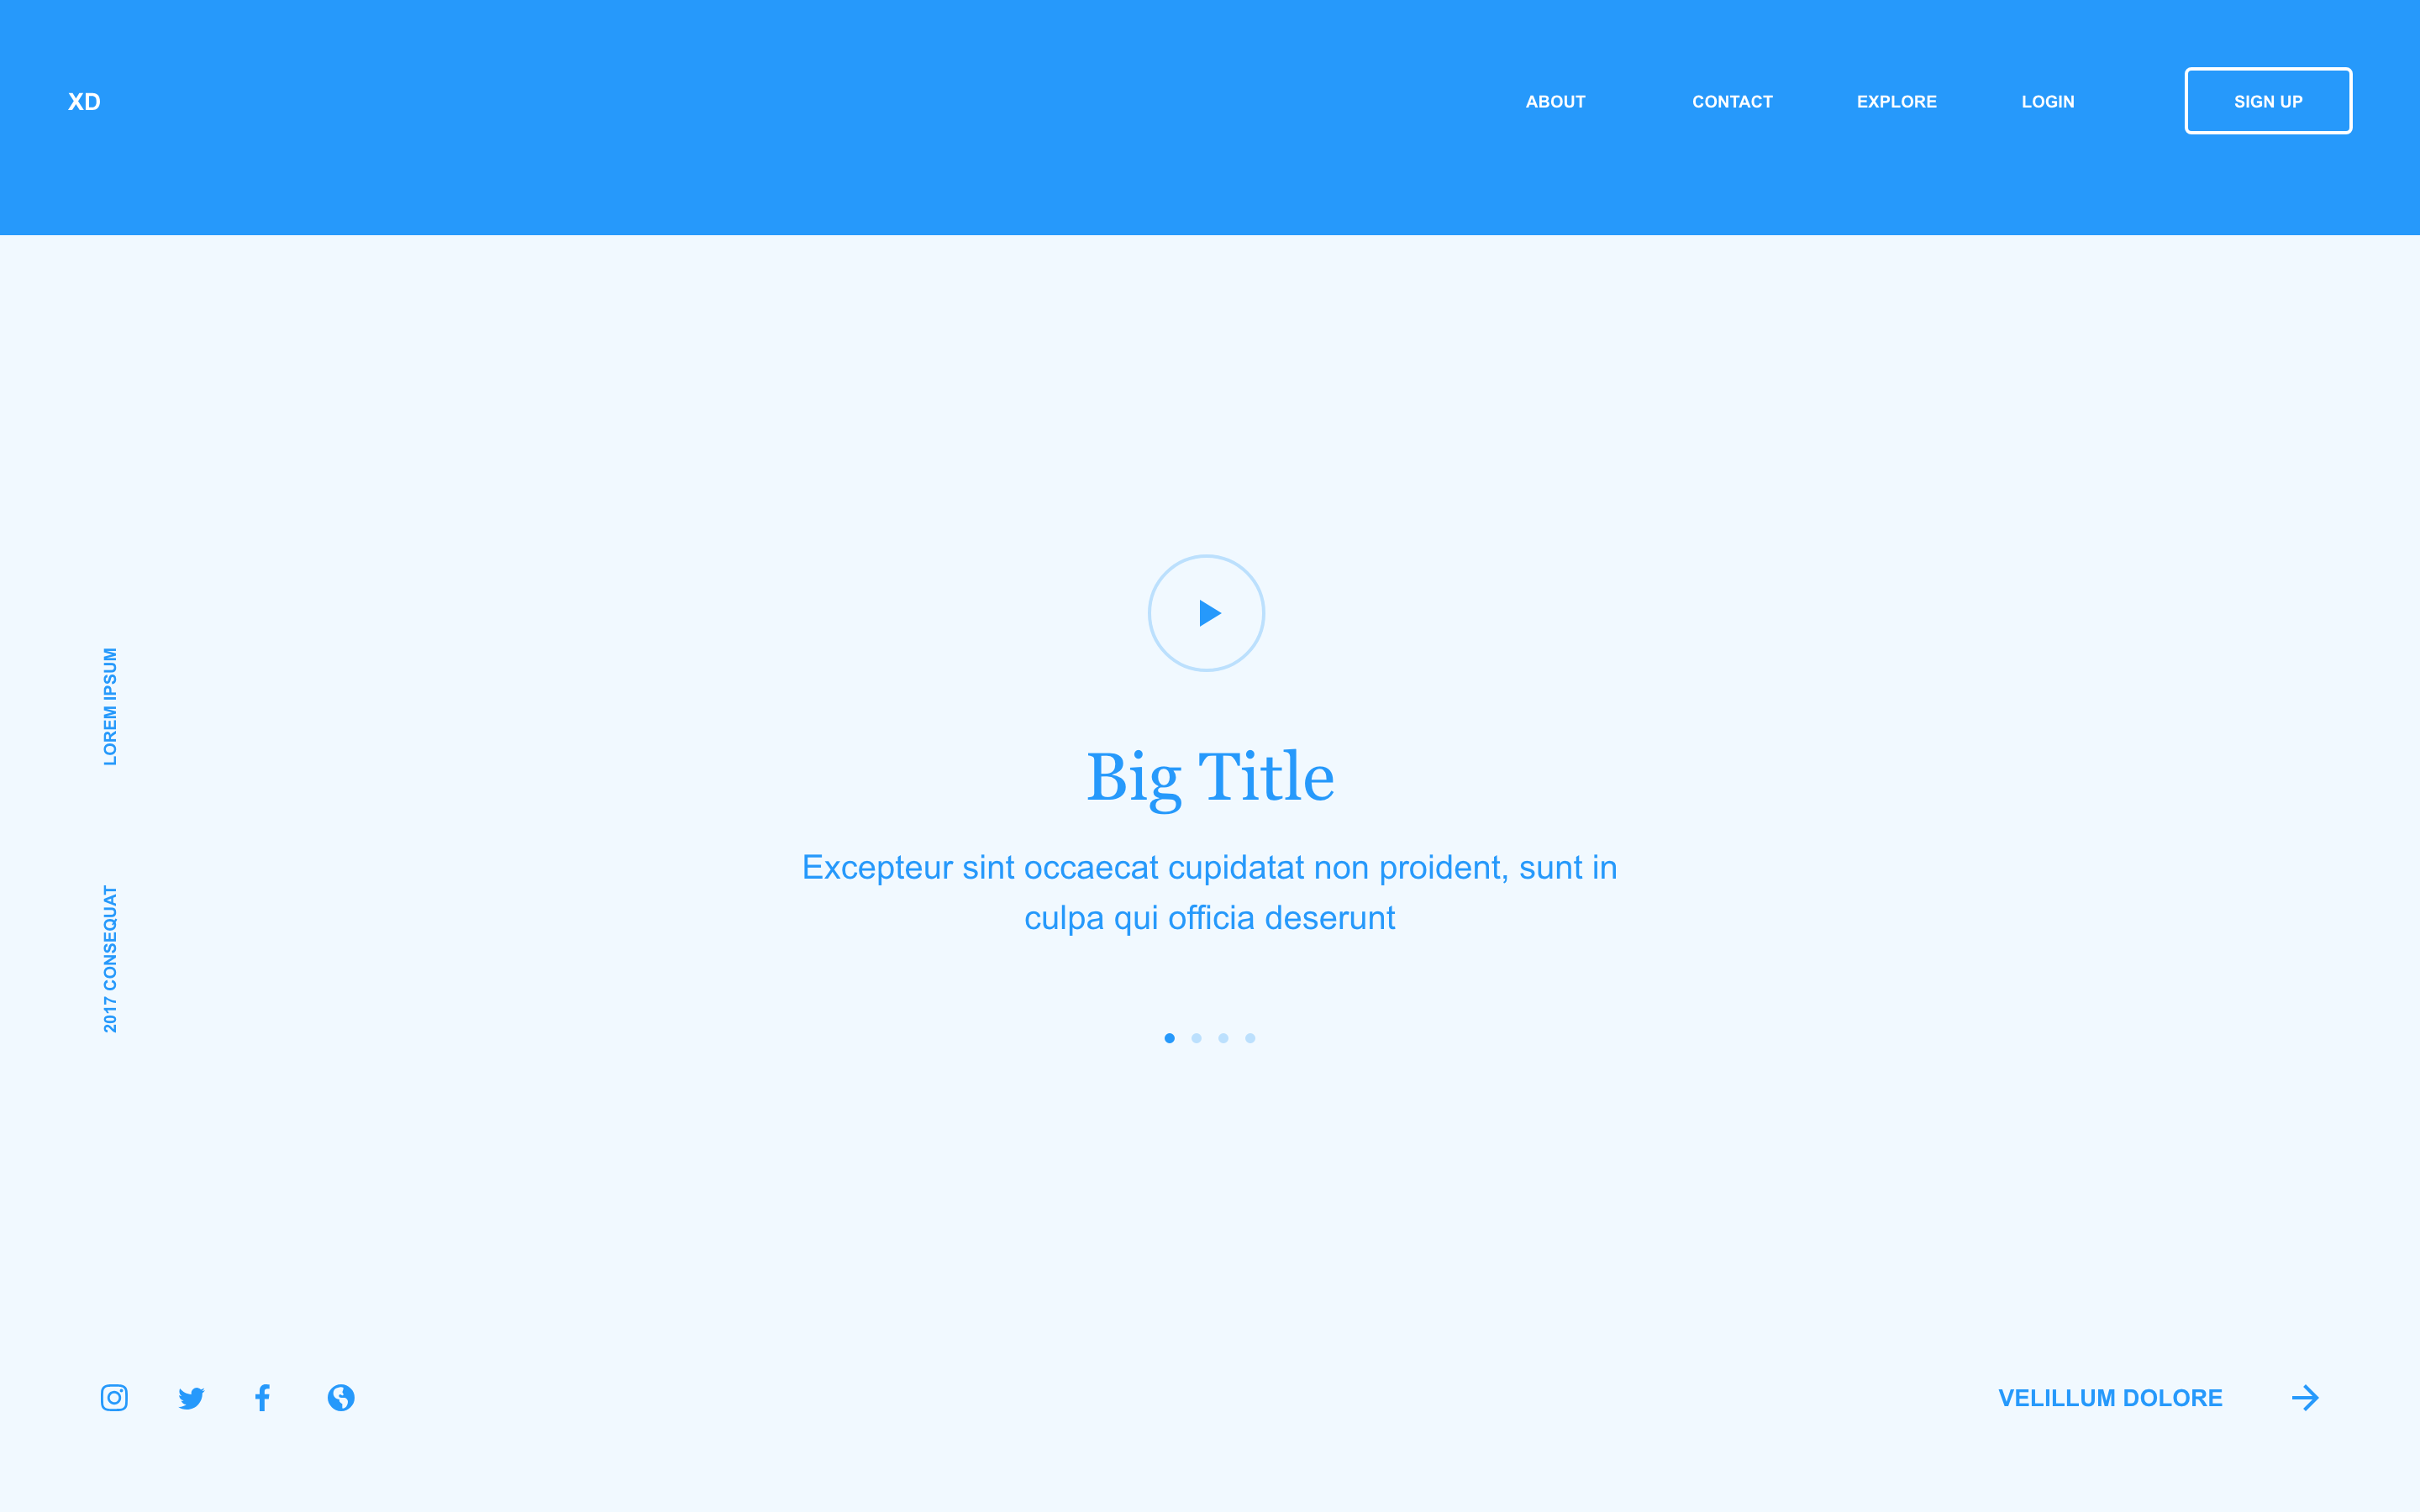 XD
ABOUT
CONTACT
EXPLORE
LOGIN
SIGN UP
LOREM IPSUM
Big Title
Excepteur sint occaecat cupidatat non proident, sunt in
culpa qui officia deserunt
2017 CONSEQUAT
VELILLUM DOLORE